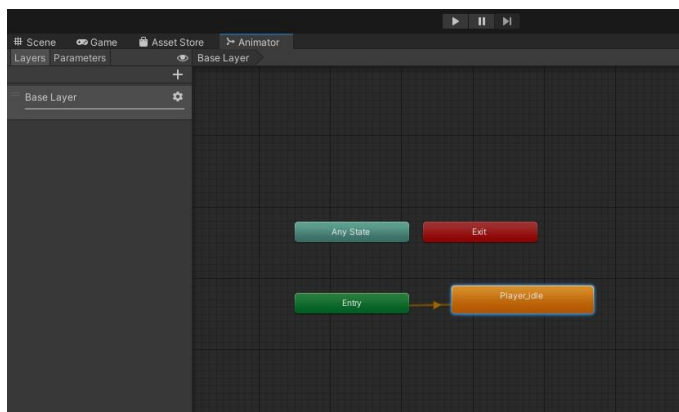 Scene Game Asset Store Animator
Layers Parameters Base Layer
Base Layer
Any State Exit
Entry Player_idle